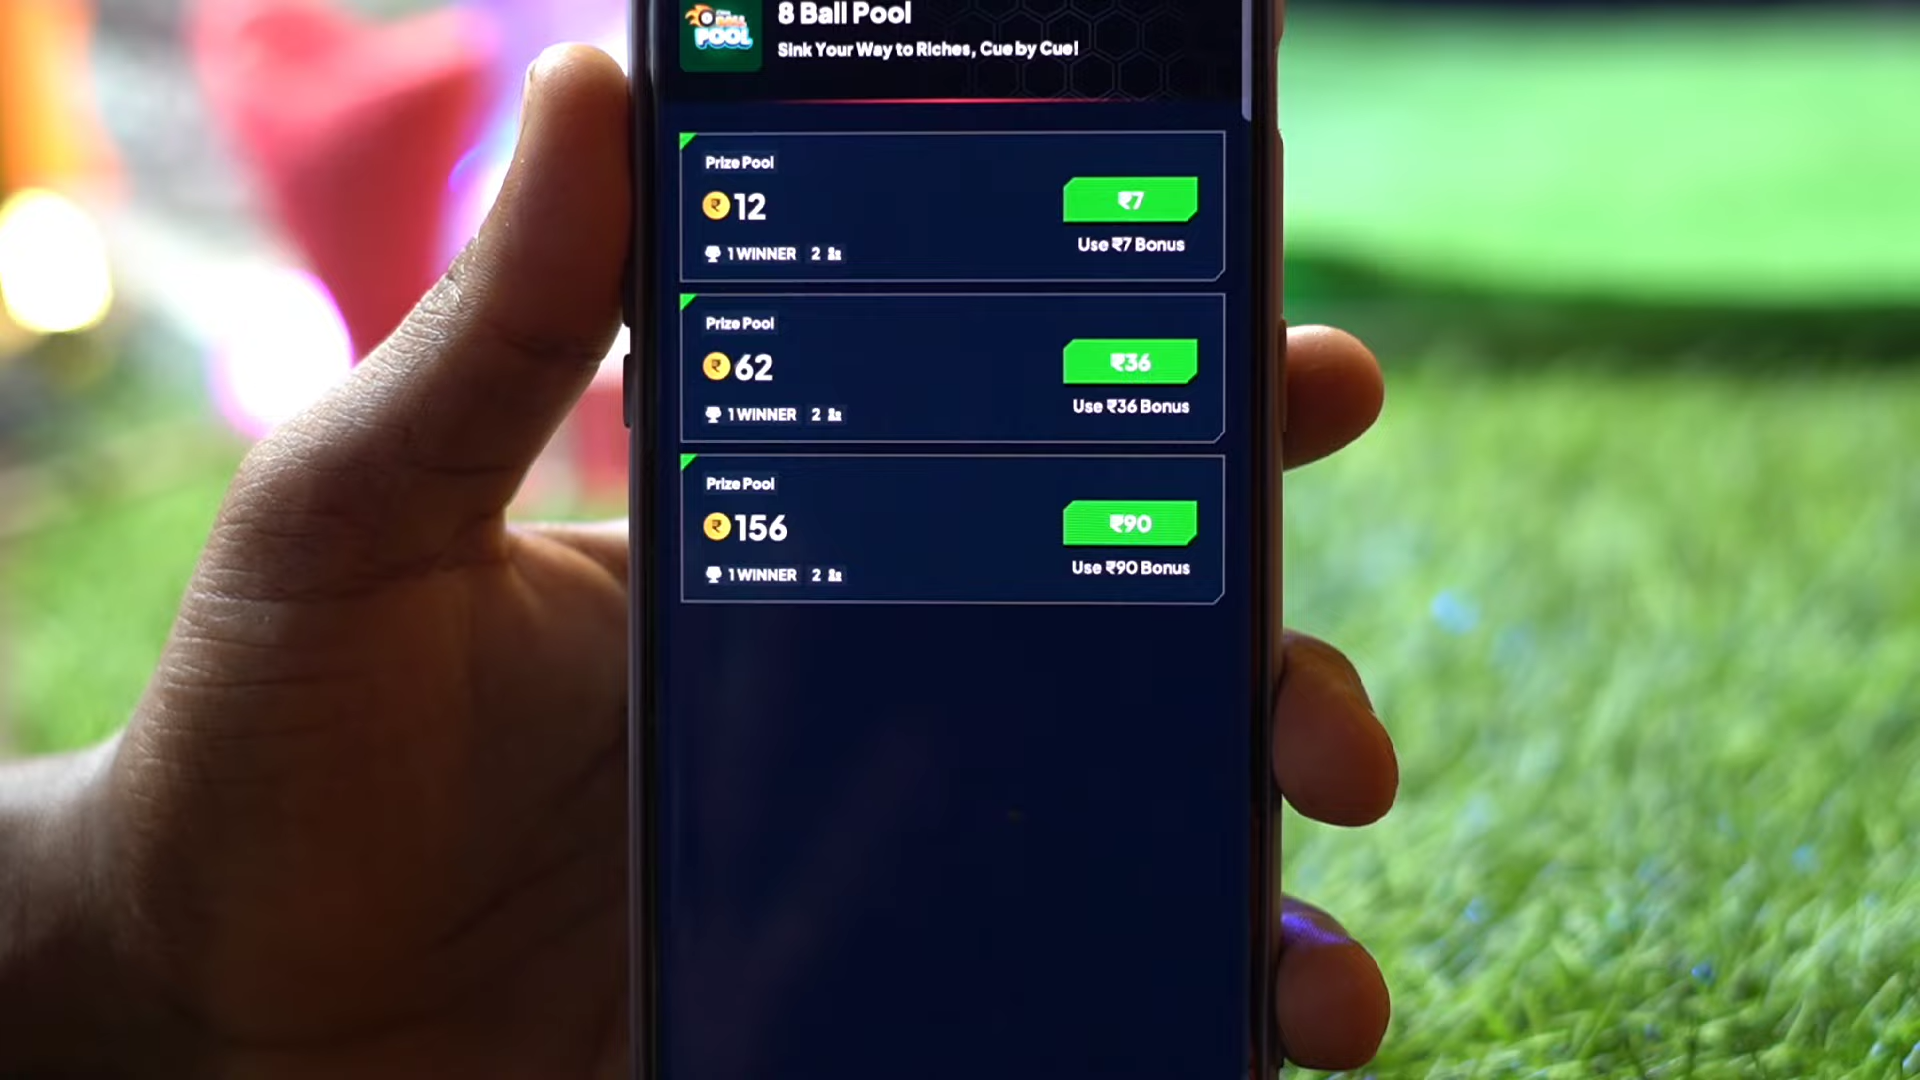 BALL
POOL
8 Ball Pool
Sink Your Way to Riches, Cue by Cue!
Prize Pool
₹ 12
₹7
Use ₹7 Bonus
1 WINNER 2
Prize Pool
₹ 62
₹36
Use ₹36 Bonus
1 WINNER 2
Prize Pool
₹ 156
₹90
Use ₹90 Bonus
1 WINNER 2